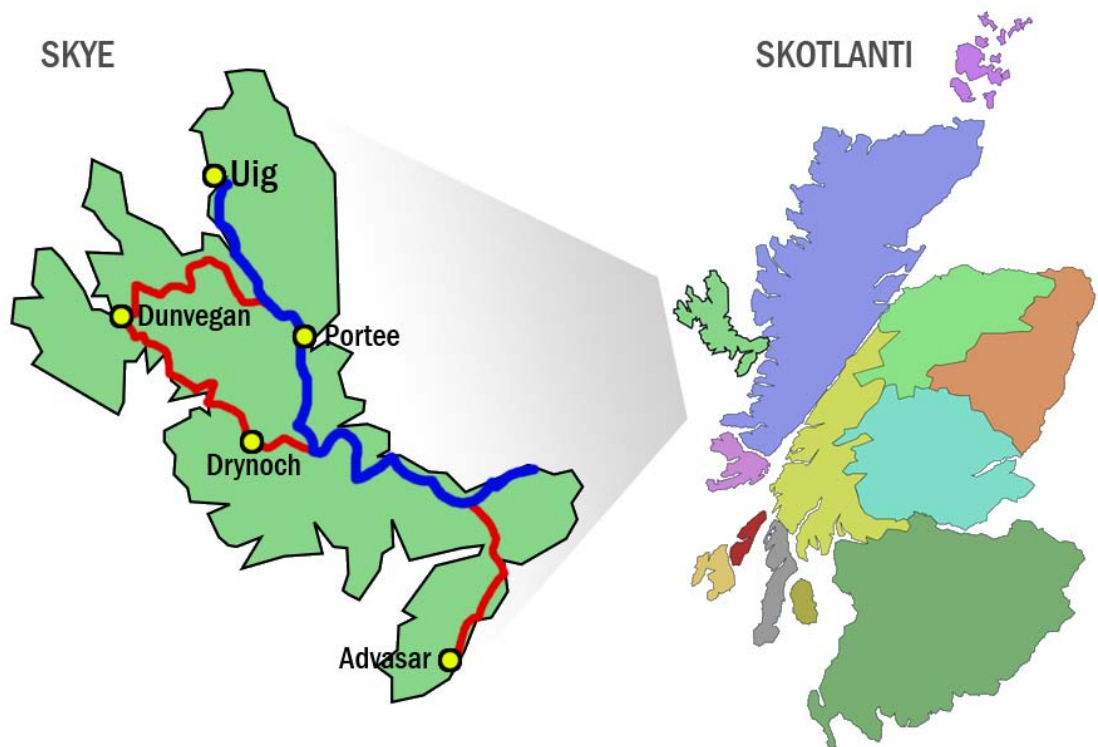 SKYE
SKOTLANTI
Uig
Dunvegan
Portee
Drynoch
Advasar